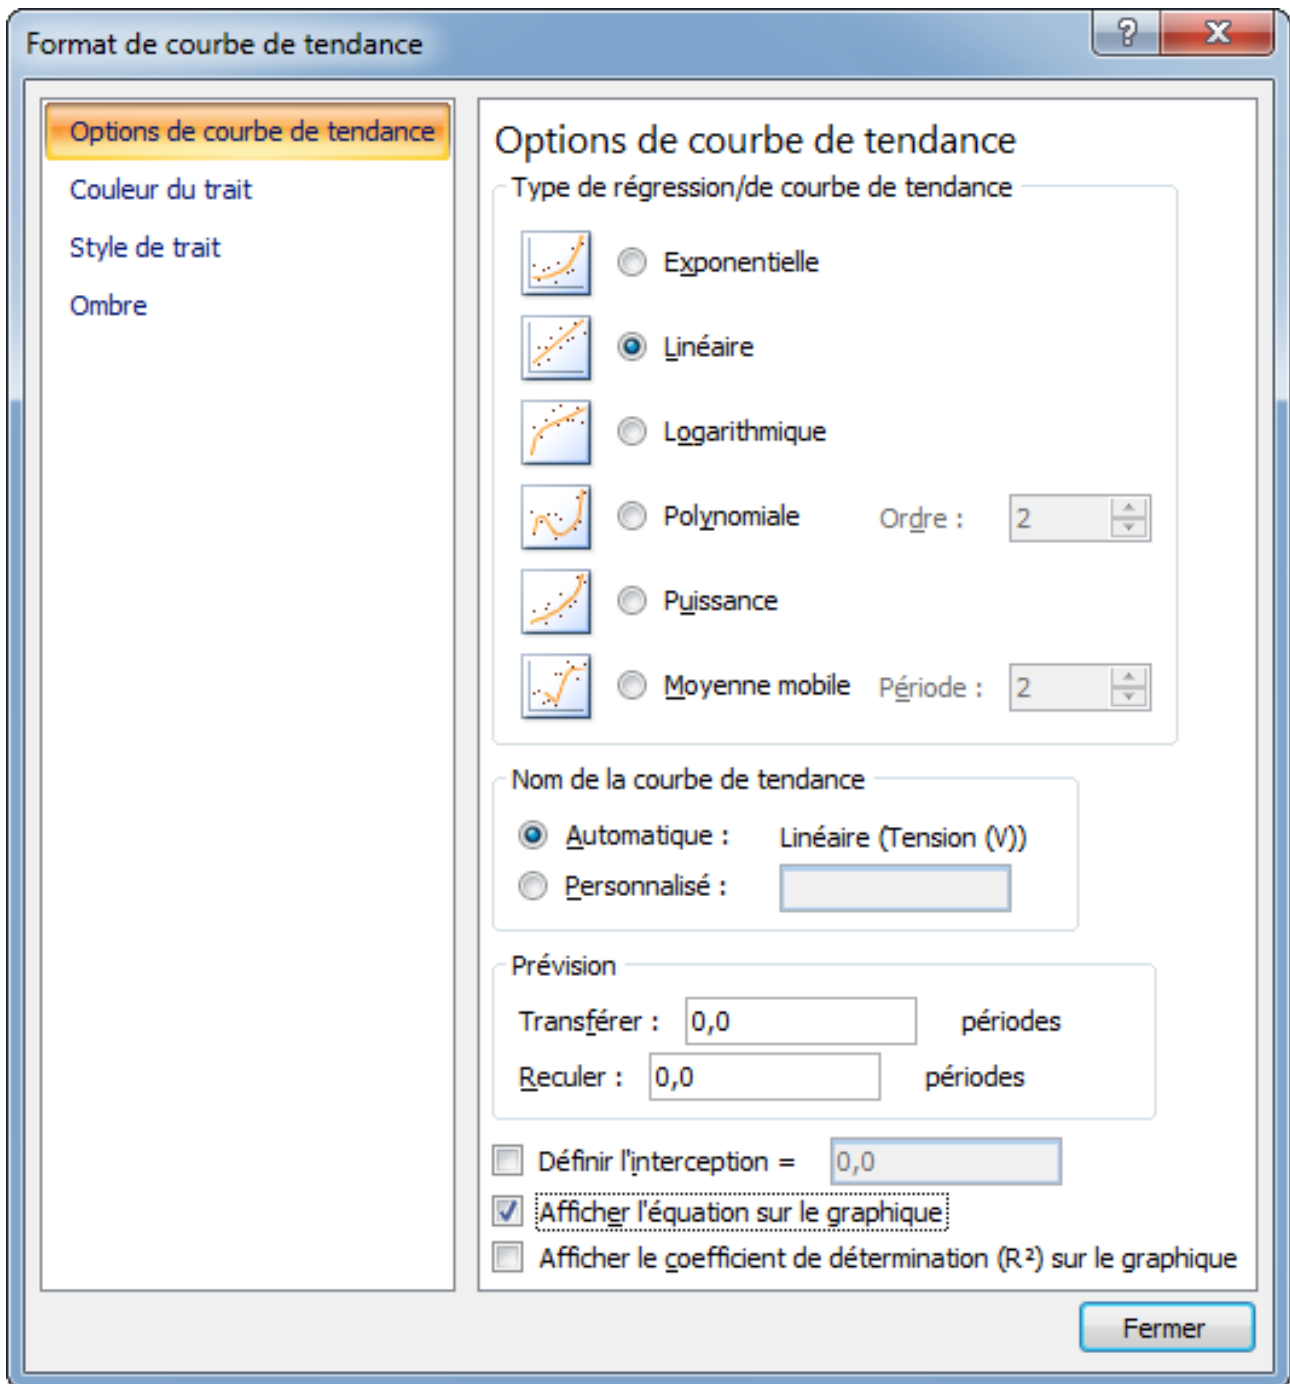 Format de courbe de tendance
?
Options de courbe de tendance
Couleur du trait
Style de trait
Ombre
Options de courbe de tendance
Type de régression/de courbe de tendance
Exponentielle
Linéaire
Logarithmique
Polynomiale Ordre : 2
Puissance
Moyenne mobile Période : 2
Nom de la courbe de tendance
Automatique : Linéaire (Tension (V))
Personnalisé :
Prévision
Transférer : 0,0 périodes
Reculer : 0,0 périodes
Définir l'interception = 0,0
Afficher l'équation sur le graphique
Afficher le coefficient de détermination (R²) sur le graphique
Fermer